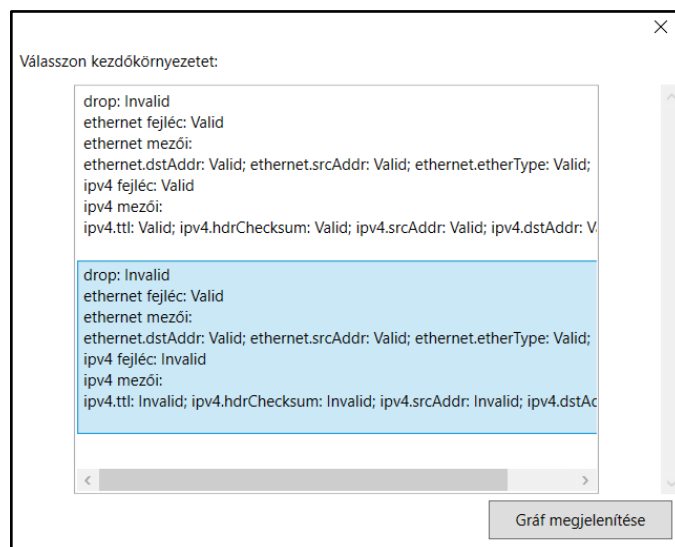 Válasszon kezdőkörnyezetet:
drop: Invalid
ethernet fejléc: Valid
ethernet mezői:
ethernet.dstAddr: Valid; ethernet.srcAddr: Valid; ethernet.etherType: Valid;
ipv4 fejléc: Valid
ipv4 mezői:
ipv4.ttl: Valid; ipv4.hdrChecksum: Valid; ipv4.srcAddr: Valid; ipv4.dstAddr: Va
drop: Invalid
ethernet fejléc: Valid
ethernet mezői:
ethernet.dstAddr: Valid; ethernet.srcAddr: Valid; ethernet.etherType: Valid;
ipv4 fejléc: Invalid
ipv4 mezői:
ipv4.ttl: Invalid; ipv4.hdrChecksum: Invalid; ipv4.srcAddr: Invalid; ipv4.dstAd
Gráf megjelenítése